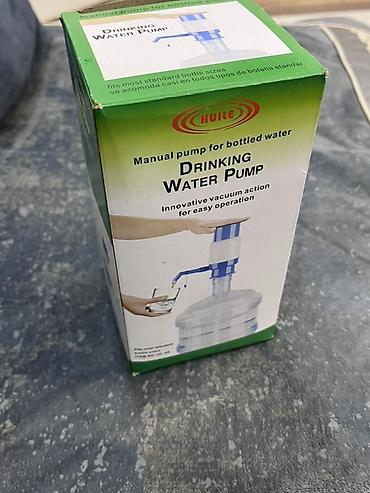 Manual pump for bottled water
DRINKING
WATER PUMP
fits most standard bottle sizes
se acomoda casi en todos tipos de botella standar
HUILE
Manual pump for bottled water
DRINKING
WATER PUMP
Innovative vacuum action
for easy operation